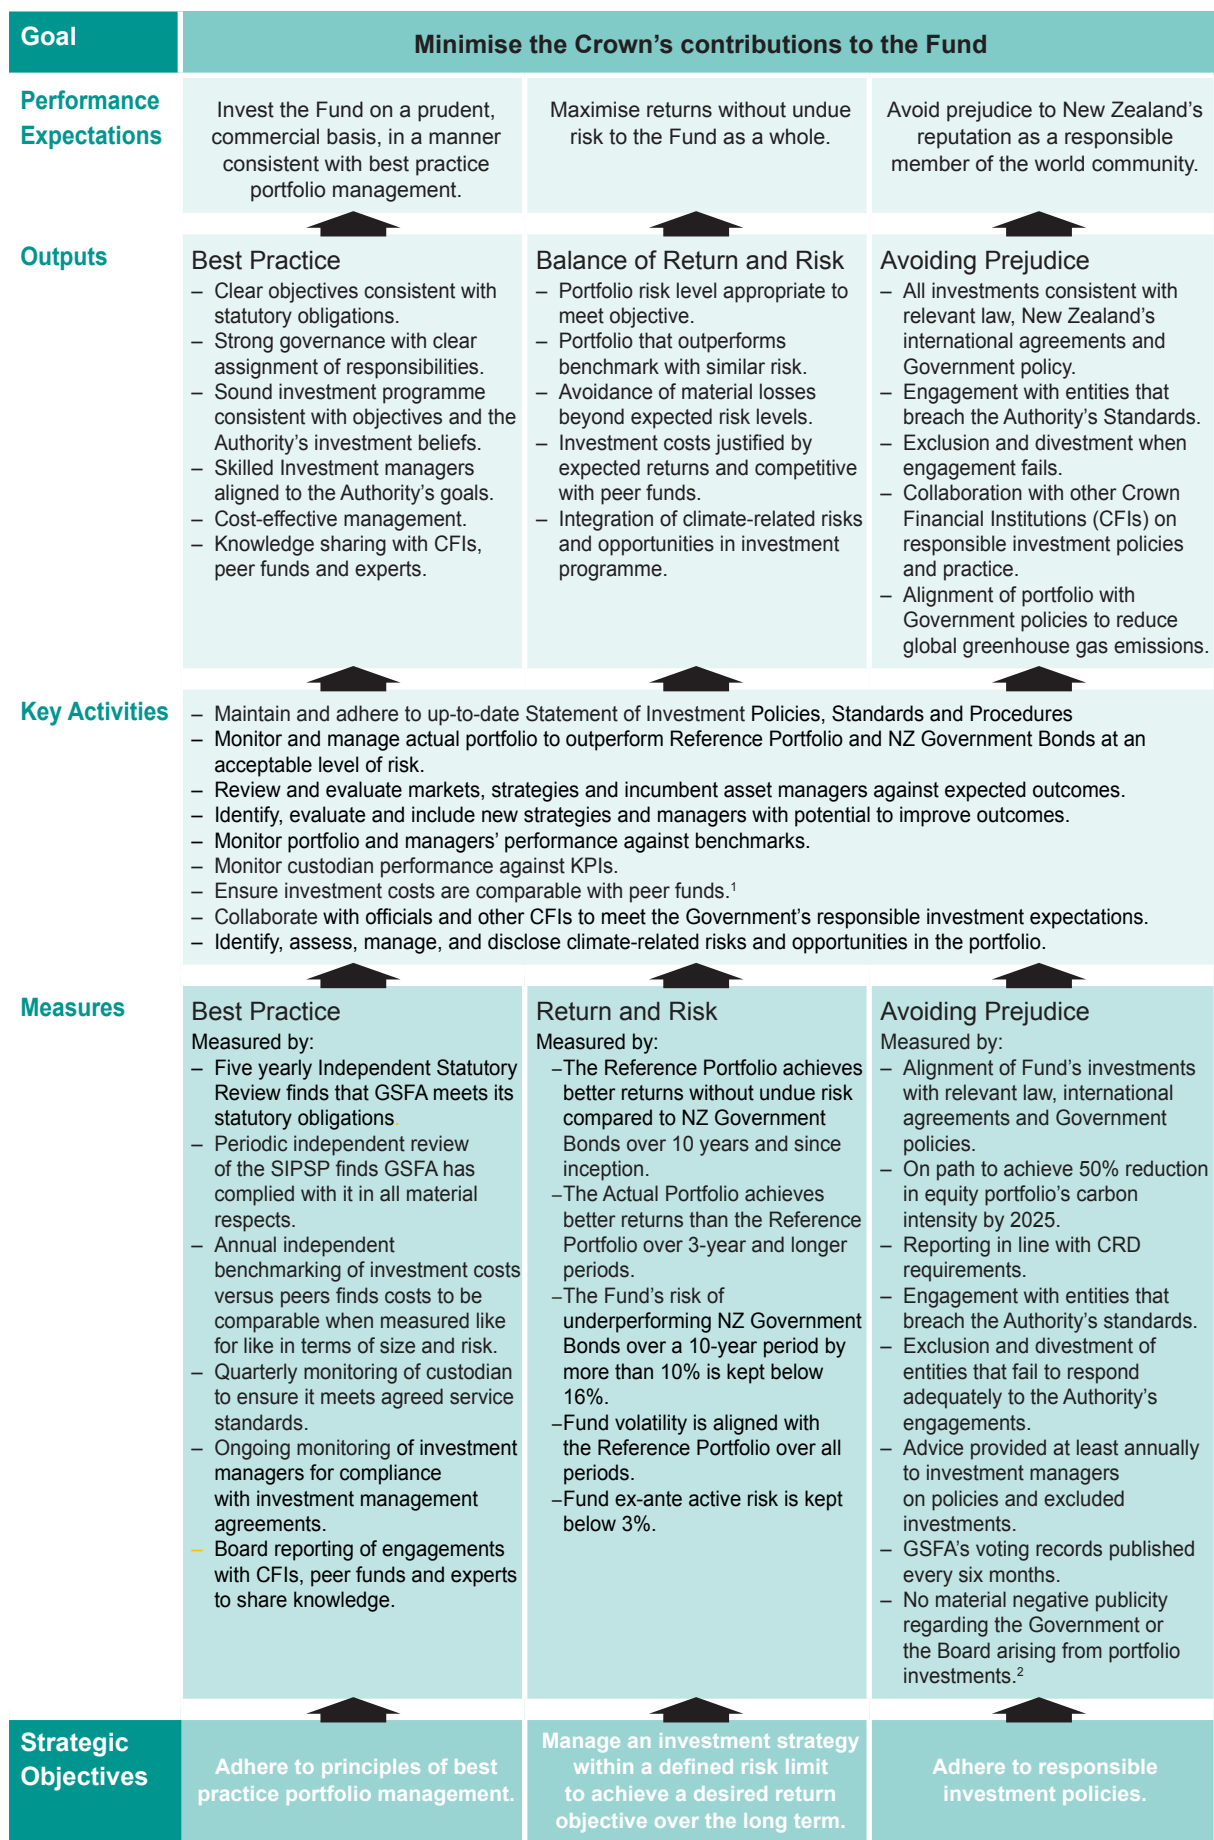 Goal
Minimise the Crown's contributions to the Fund
Performance
Expectations
Invest the Fund on a prudent,
commercial basis, in a manner
consistent with best practice
portfolio management.
Maximise returns without undue
risk to the Fund as a whole.
Avoid prejudice to New Zealand's
reputation as a responsible
member of the world community.
Outputs
Best Practice
– Clear objectives consistent with
statutory obligations.
– Strong governance with clear
assignment of responsibilities.
– Sound investment programme
consistent with objectives and the
Authority's investment beliefs.
– Skilled Investment managers
aligned to the Authority's goals.
– Cost-effective management.
– Knowledge sharing with CFIs,
peer funds and experts.
Balance of Return and Risk
– Portfolio risk level appropriate to
meet objective.
– Portfolio that outperforms
benchmark with similar risk.
– Avoidance of material losses
beyond expected risk levels.
– Investment costs justified by
expected returns and competitive
with peer funds.
– Integration of climate-related risks
and opportunities in investment
programme.
Avoiding Prejudice
– All investments consistent with
relevant law, New Zealand's
international agreements and
Government policy.
– Engagement with entities that
breach the Authority's Standards.
– Exclusion and divestment when
engagement fails.
– Collaboration with other Crown
Financial Institutions (CFIs) on
responsible investment policies
and practice.
– Alignment of portfolio with
Government policies to reduce
global greenhouse gas emissions.
Key Activities
– Maintain and adhere to up-to-date Statement of Investment Policies, Standards and Procedures
– Monitor and manage actual portfolio to outperform Reference Portfolio and NZ Government Bonds at an
acceptable level of risk.
– Review and evaluate markets, strategies and incumbent asset managers against expected outcomes.
– Identify, evaluate and include new strategies and managers with potential to improve outcomes.
– Monitor portfolio and managers' performance against benchmarks.
– Monitor custodian performance against KPIs.
– Ensure investment costs are comparable with peer funds.1
– Collaborate with officials and other CFIs to meet the Government's responsible investment expectations.
– Identify, assess, manage, and disclose climate-related risks and opportunities in the portfolio.
Measures
Best Practice
Measured by:
– Five yearly Independent Statutory
Review finds that GSFA meets its
statutory obligations.
– Periodic independent review
of the SIPSP finds GSFA has
complied with it in all material
respects.
– Annual independent
benchmarking of investment costs
versus peers finds costs to be
comparable when measured like
for like in terms of size and risk.
– Quarterly monitoring of custodian
to ensure it meets agreed service
standards.
– Ongoing monitoring of investment
managers for compliance
with investment management
agreements.
– Board reporting of engagements
with CFIs, peer funds and experts
to share knowledge.
Return and Risk
Measured by:
–The Reference Portfolio achieves
better returns without undue risk
compared to NZ Government
Bonds over 10 years and since
inception.
–The Actual Portfolio achieves
better returns than the Reference
Portfolio over 3-year and longer
periods.
–The Fund's risk of
underperforming NZ Government
Bonds over a 10-year period by
more than 10% is kept below
16%.
–Fund volatility is aligned with
the Reference Portfolio over all
periods.
–Fund ex-ante active risk is kept
below 3%.
Avoiding Prejudice
Measured by:
– Alignment of Fund's investments
with relevant law, international
agreements and Government
policies.
– On path to achieve 50% reduction
in equity portfolio's carbon
intensity by 2025.
– Reporting in line with CRD
requirements.
– Engagement with entities that
breach the Authority's standards.
– Exclusion and divestment of
entities that fail to respond
adequately to the Authority's
engagements.
– Advice provided at least annually
to investment managers
on policies and excluded
investments.
– GSFA's voting records published
every six months.
– No material negative publicity
regarding the Government or
the Board arising from portfolio
investments.2
Strategic
Objectives
Adhere to principles of best
practice portfolio management.
Manage an investment strategy
within a defined risk limit
to achieve a desired return
objective over the long term.
Adhere to responsible
investment policies.